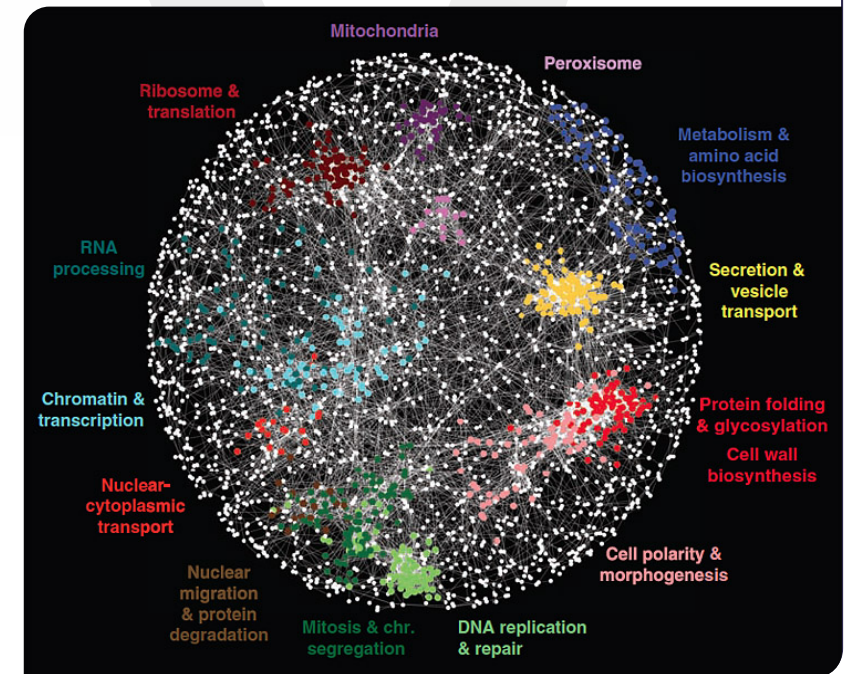 Mitochondria
Peroxisome
Ribosome &
translation
Metabolism &
amino acid
biosynthesis
RNA
processing
Secretion &
vesicle
transport
Chromatin &
transcription
Protein folding
& glycosylation
Cell wall
biosynthesis
Nuclear-
cytoplasmic
transport
Cell polarity &
morphogenesis
Nuclear
migration
& protein
degradation
Mitosis & chr.
segregation
DNA replication
& repair